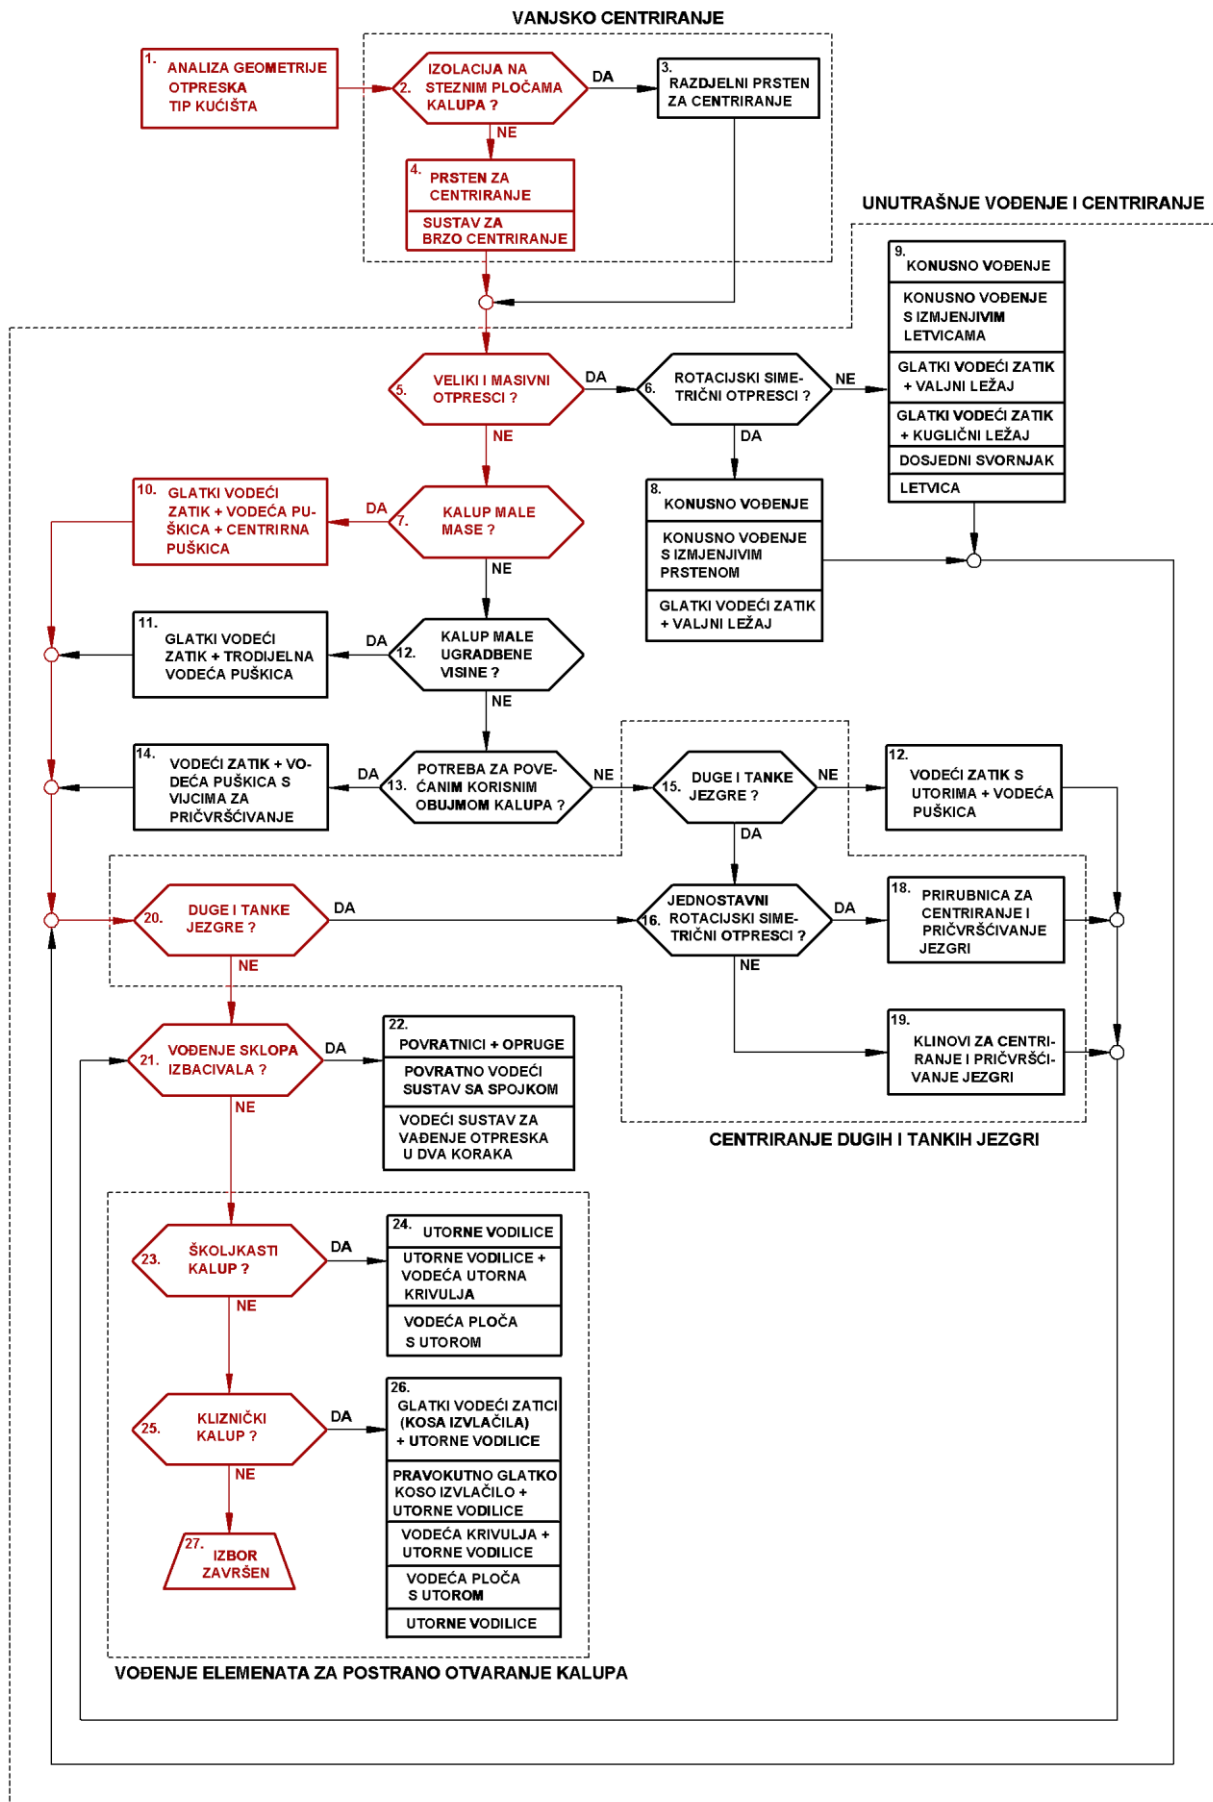 VANJSKO CENTRIRANJE
1. ANALIZA GEOMETRIJE
OTPRESKA
TIP KUĆIŠTA
IZOLACIJA NA
2. STEZNIM PLOČAMA
KALUPA ?
DA
3. RAZDJELNI PRSTEN
ZA CENTRIRANJE
NE
4. PRSTEN ZA
CENTRIRANJE
SUSTAV ZA
BRZO CENTRIRANJE
UNUTRAŠNJE VOĐENJE I CENTRIRANJE
5. VELIKI I MASIVNI
OTPRESCI ?
DA
6. ROTACIJSKI SIME-
TRIČNI OTPRESCI ?
NE
9. KONUSNO VOĐENJE
KONUSNO VOĐENJE
S IZMJENJIVIM
LETVICAMA
GLATKI VODEĆI ZATIK
+ VALJNI LEŽAJ
GLATKI VODEĆI ZATIK
+ KUGLIČNI LEŽAJ
DOSJEDNI SVORNJAK
LETVICA
NE
DA
8. KONUSNO VOĐENJE
KONUSNO VOĐENJE
S IZMJENJIVIM
PRSTENOM
GLATKI VODEĆI ZATIK
+ VALJNI LEŽAJ
10. GLATKI VODEĆI
ZATIK + VODEĆA PU-
ŠKICA + CENTRIRNA
PUŠKICA
DA
7. KALUP MALE
MASE ?
NE
11. GLATKI VODEĆI
ZATIK + TRODIJELNA
VODEĆA PUŠKICA
DA
KALUP MALE
12. UGRADBENE
VISINE ?
NE
14. VODEĆI ZATIK + VO-
DEĆA PUŠKICA S
VIJCIMA ZA
PRIČVRŠĆIVANJE
DA
POTREBA ZA POVE-
13. ĆANIM KORISNIM
OBUJMOM KALUPA ?
NE
15. DUGE I TANKE
JEZGRE ?
NE
12. VODEĆI ZATIK S
UTORIMA + VODEĆA
PUŠKICA
DA
20. DUGE I TANKE
JEZGRE ?
DA
JEDNOSTAVNI
16. ROTACIJSKI SIME-
TRIČNI OTPRESCI ?
DA
18. PRIRUBNICA ZA
CENTRIRANJE I
PRIČVRŠĆIVANJE
JEZGRI
NE
NE
19. KLINOVI ZA CENTRI-
RANJE I PRIČVRŠĆI-
VANJE JEZGRI
CENTRIRANJE DUGIH I TANKIH JEZGRI
21. VOĐENJE SKLOPA
IZBACIVALA ?
DA
22. POVRATNICI + OPRUGE
POVRATNO VODEĆI
SUSTAV SA SPOJKOM
VODEĆI SUSTAV ZA
VAĐENJE OTPRESKA
U DVA KORAKA
NE
23. ŠKOLJKASTI
KALUP ?
DA
24. UTORNE VODILICE
UTORNE VODILICE +
VODEĆA UTORNA
KRIVULJA
VODEĆA PLOČA
S UTOROM
NE
25. KLIZNIČKI
KALUP ?
DA
26. GLATKI VODEĆI ZATICI
(KOSA IZVLAČILA)
+ UTORNE VODILICE
PRAVOKUTNO GLATKO
KOSO IZVLAČILO +
UTORNE VODILICE
VODEĆA KRIVULJA +
UTORNE VODILICE
VODEĆA PLOČA
S UTOROM
UTORNE VODILICE
NE
27. IZBOR
ZAVRŠEN
VOĐENJE ELEMENATA ZA POSTRANO OTVARANJE KALUPA